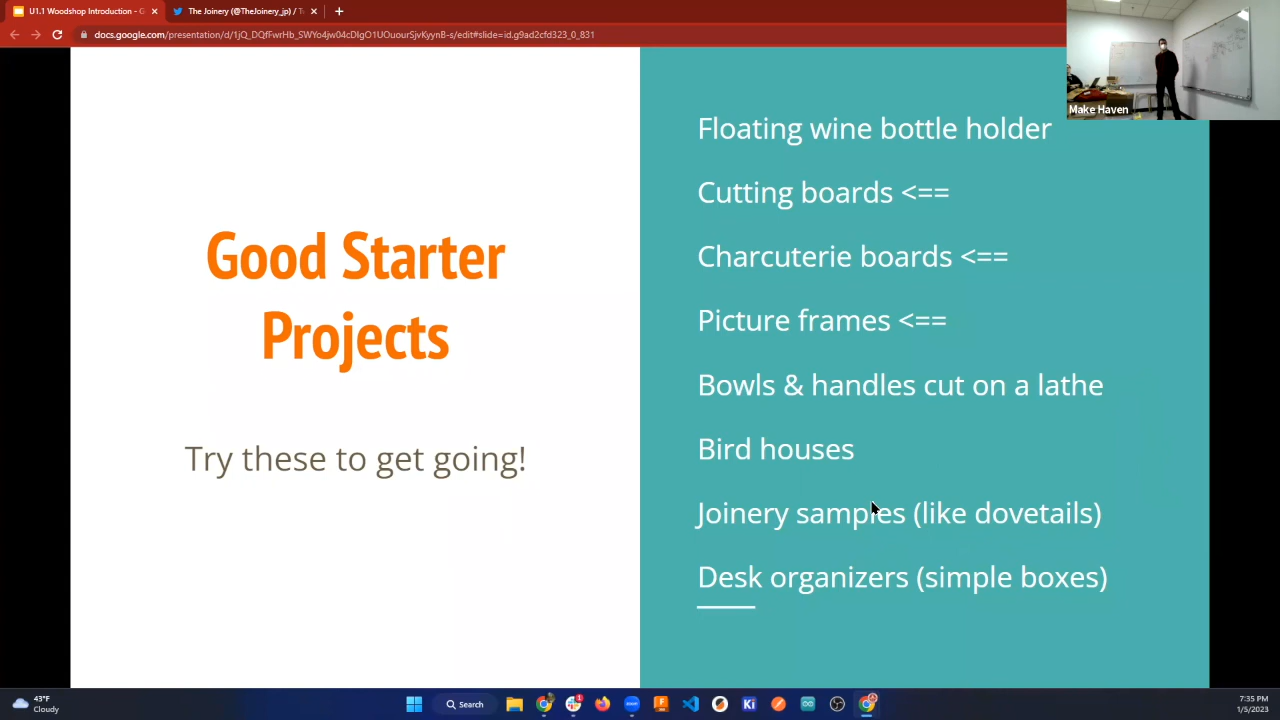 U1.1 Woodshop Introduction - G
The Joinery (@TheJoinery_jp) / T
docs.google.com/presentation/d/1jQ_DQfFwrHb_SWYo4jw04cDIgO1UOuourSjvKyynB-s/edit#slide=id.g9ad2cfd323_0_831
Make Haven
Good Starter
Projects
Try these to get going!
Floating wine bottle holder
Cutting boards <==
Charcuterie boards <==
Picture frames <==
Bowls & handles cut on a lathe
Bird houses
Joinery samples (like dovetails)
Desk organizers (simple boxes)
43°F
Cloudy
Search
7:35 PM
1/5/2023